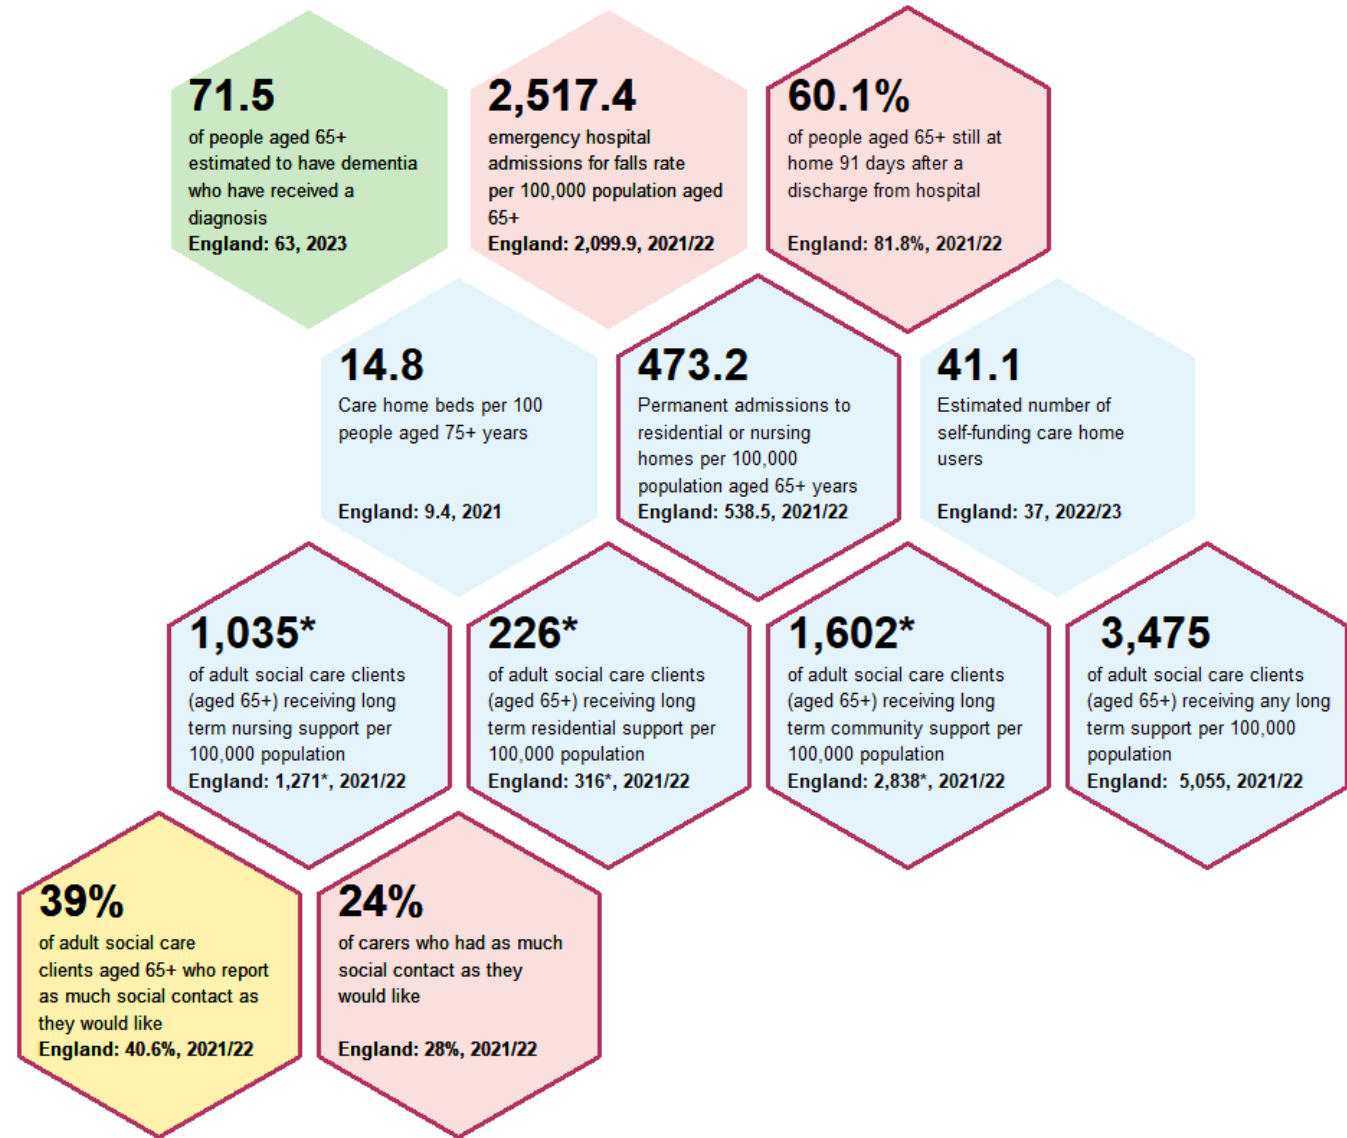 71.5
of people aged 65+
estimated to have dementia
who have received a
diagnosis
England: 63, 2023
2,517.4
emergency hospital
admissions for falls rate
per 100,000 population aged
65+
England: 2,099.9, 2021/22
60.1%
of people aged 65+ still at
home 91 days after a
discharge from hospital
England: 81.8%, 2021/22
14.8
Care home beds per 100
people aged 75+ years
England: 9.4, 2021
473.2
Permanent admissions to
residential or nursing
homes per 100,000
population aged 65+ years
England: 538.5, 2021/22
41.1
Estimated number of
self-funding care home
users
England: 37, 2022/23
1,035*
of adult social care clients
(aged 65+) receiving long
term nursing support per
100,000 population
England: 1,271*, 2021/22
226*
of adult social care clients
(aged 65+) receiving long
term residential support per
100,000 population
England: 316*, 2021/22
1,602*
of adult social care clients
(aged 65+) receiving long
term community support per
100,000 population
England: 2,838*, 2021/22
3,475
of adult social care clients
(aged 65+) receiving any long
term support per 100,000
population
England: 5,055, 2021/22
39%
of adult social care
clients aged 65+ who report
as much social contact as
they would like
England: 40.6%, 2021/22
24%
of carers who had as much
social contact as they
would like
England: 28%, 2021/22